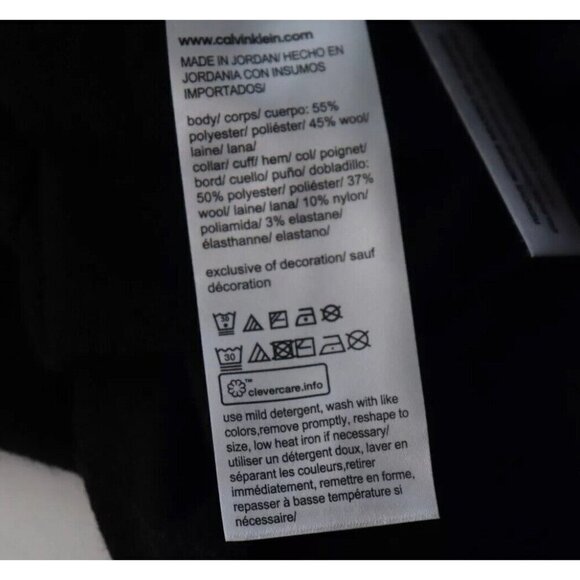 www.calvinklein.com
MADE IN JORDAN/ HECHO EN
JORDANIA CON INSUMOS
IMPORTADOS/
body/ corps/ cuerpo: 55%
polyester/ poliéster/ 45% wool/
laine/ lana/
collar/ cuff/ hem/ col/ poignet/
bord/ cuello/ puño/ dobladillo:
50% polyester/ poliéster/ 37%
wool/ laine/ lana/ 10% nylon/
poliamida/ 3% elastane/
élasthanne/ elastano/
exclusive of decoration/ sauf
décoration
30
30
™
clevercare.info
use mild detergent, wash with like
colors,remove promptly, reshape to
size, low heat iron if necessary/
utiliser un détergent doux, laver en
séparant les couleurs,retirer
immédiatement, remettre en forme,
repasser à basse température si
nécessaire/